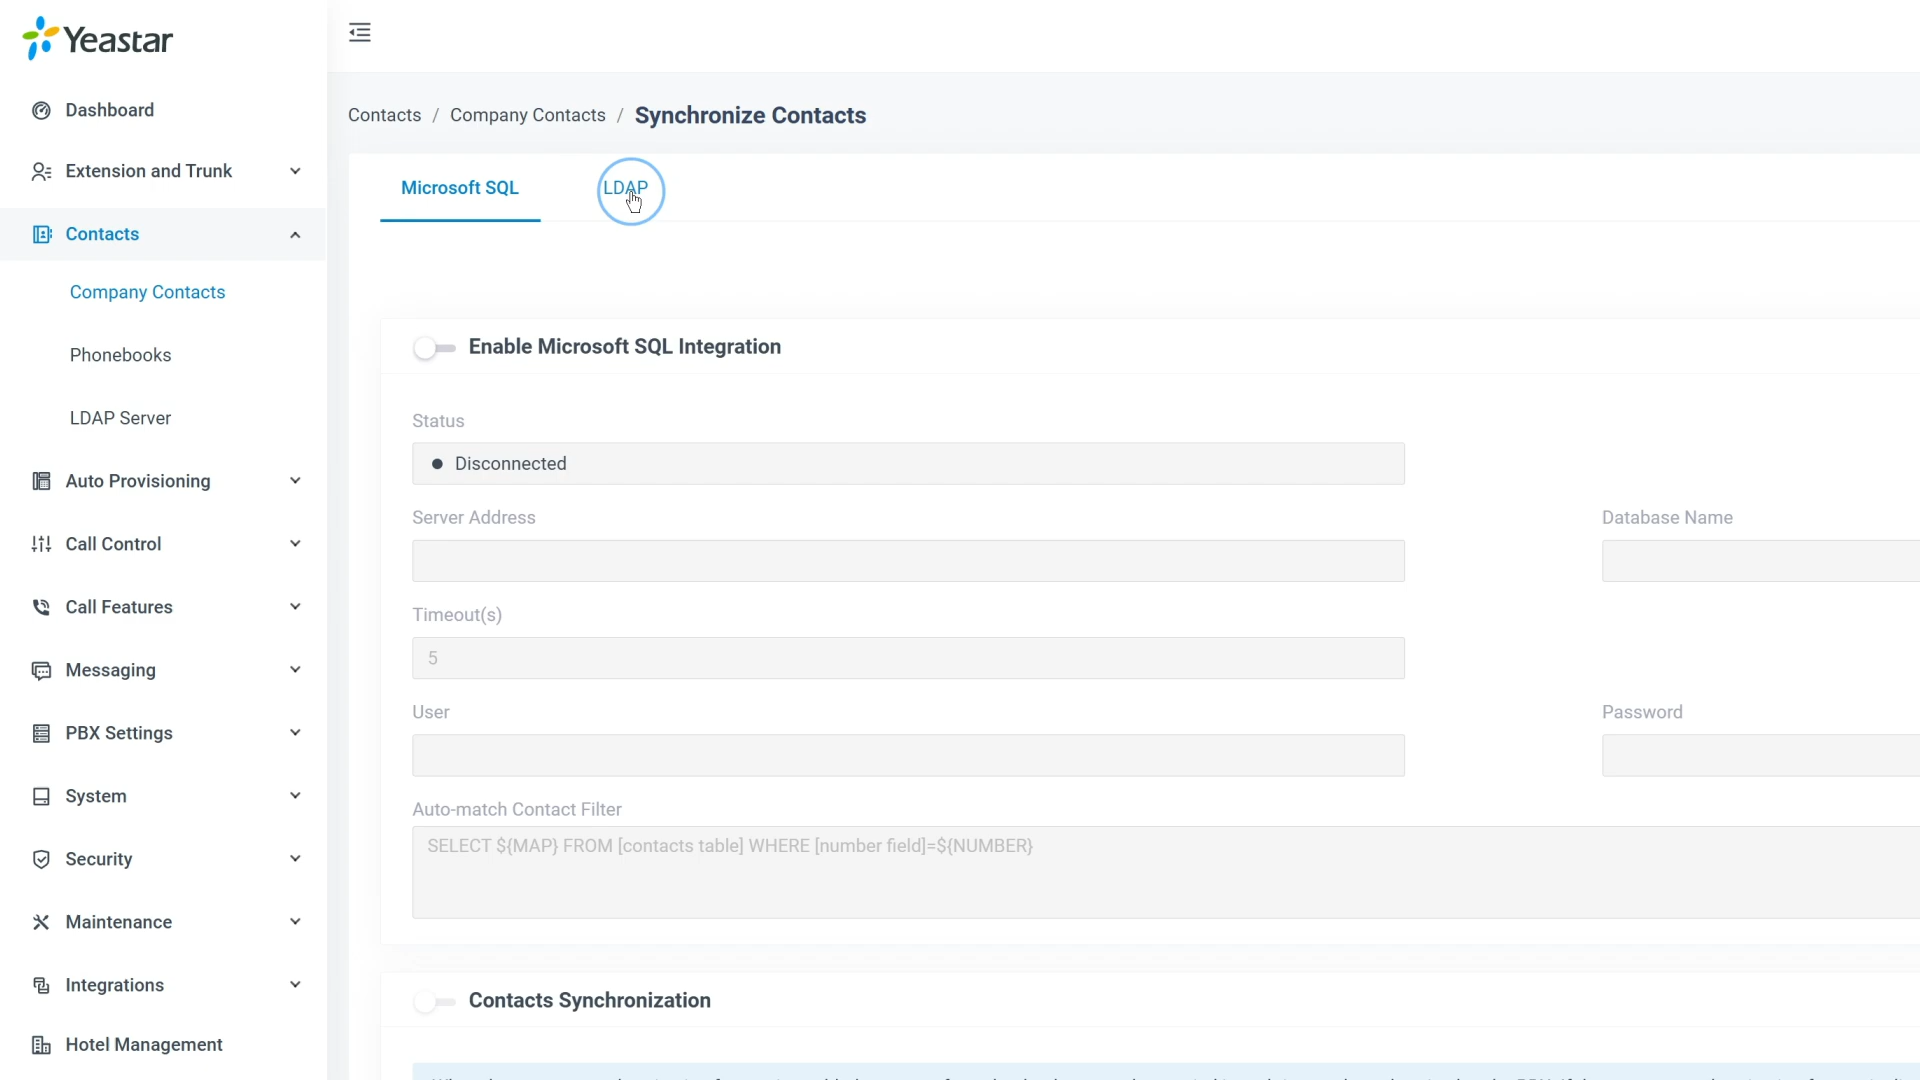 Yeastar
Dashboard
Extension and Trunk
Contacts
Company Contacts
Phonebooks
LDAP Server
Auto Provisioning
Call Control
Call Features
Messaging
PBX Settings
System
Security
Maintenance
Integrations
Hotel Management
Contacts / Company Contacts / Synchronize Contacts
Microsoft SQL LDAP
Enable Microsoft SQL Integration
Status
Disconnected
Server Address Database Name
Timeout(s)
5
User Password
Auto-match Contact Filter
SELECT ${MAP} FROM [contacts table] WHERE [number field]=${NUMBER}
Contacts Synchronization